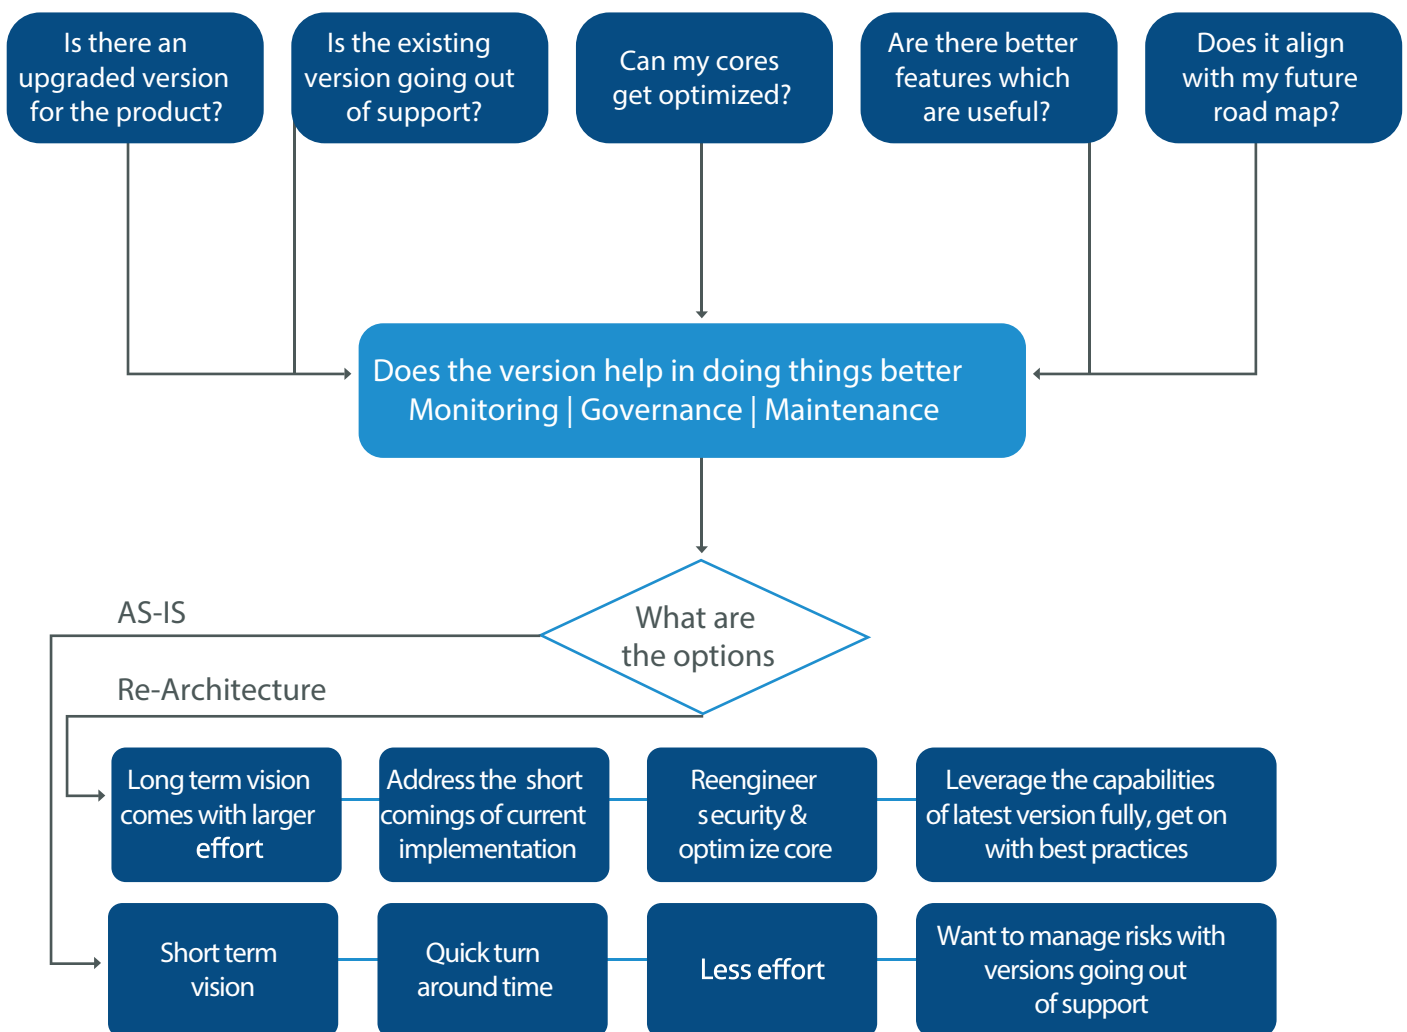 Is there an
upgraded version
for the product?
Is the existing
version going out
of support?
Can my cores
get optimized?
Are there better
features which
are useful?
Does it align
with my future
road map?
Does the version help in doing things better
Monitoring | Governance | Maintenance
What are
the options
AS-IS
Re-Architecture
Long term vision
comes with larger
effort
Address the short
comings of current
implementation
Reengineer
security &
optimize core
Leverage the capabilities
of latest version fully, get on
with best practices
Short term
vision
Quick turn
around time
Less effort
Want to manage risks with
versions going out
of support